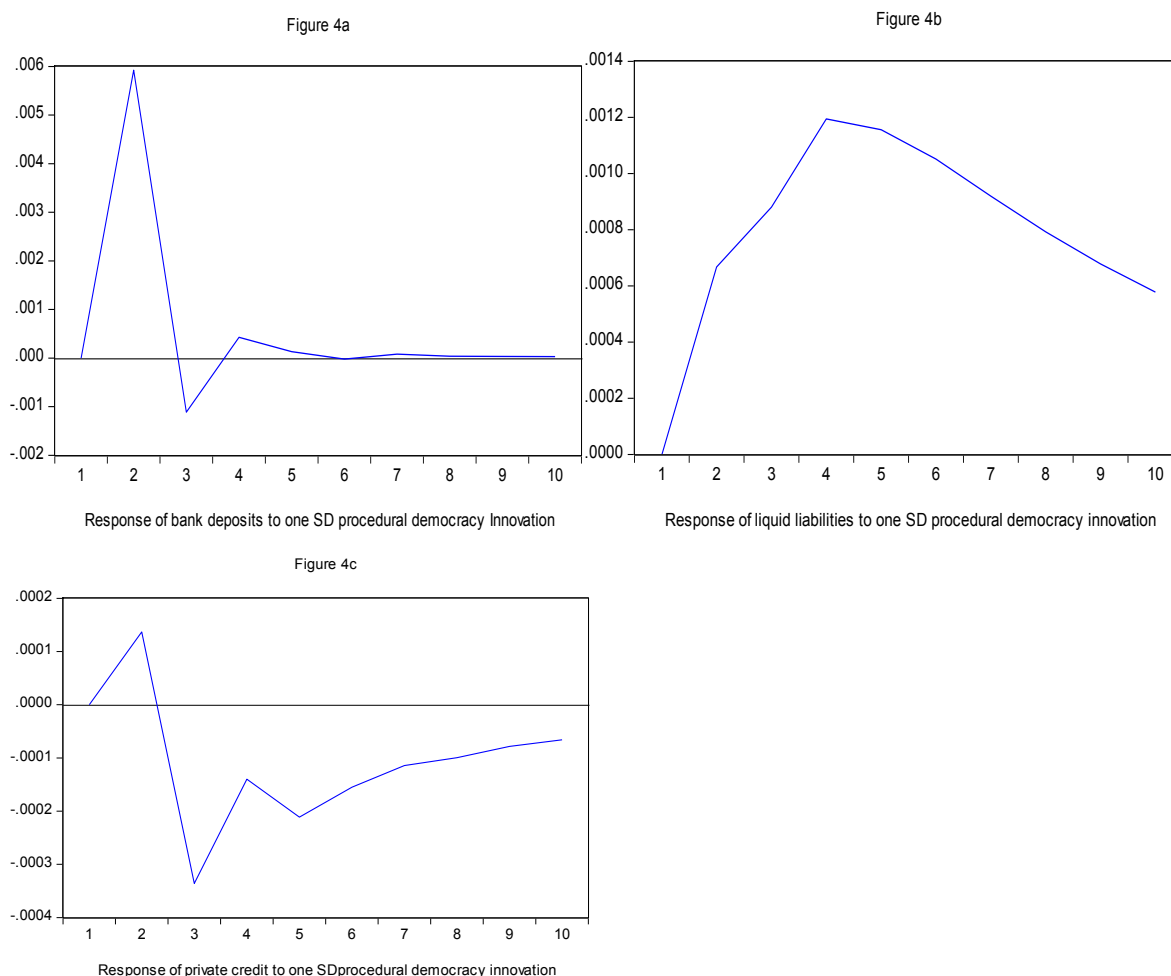 Figure 4a
.006
.005
.004
.003
.002
.001
.000
-.001
-.002
1 2 3 4 5 6 7 8 9 10
Response of bank deposits to one SD procedural democracy Innovation
Figure 4b
.0014
.0012
.0010
.0008
.0006
.0004
.0002
.0000
1 2 3 4 5 6 7 8 9 10
Response of liquid liabilities to one SD procedural democracy innovation
Figure 4c
.0002
.0001
.0000
-.0001
-.0002
-.0003
-.0004
1 2 3 4 5 6 7 8 9 10
Response of private credit to one SDprocedural democracy innovation